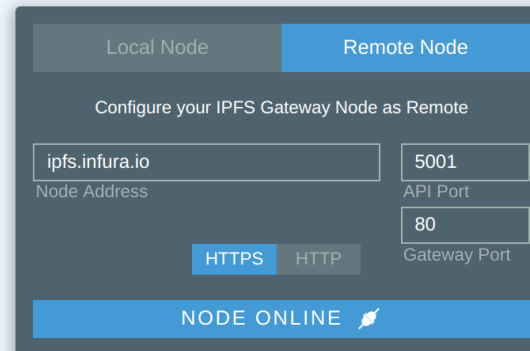 Local Node Remote Node
Configure your IPFS Gateway Node as Remote
ipfs.infura.io 5001
Node Address API Port
80
HTTPS HTTP Gateway Port
NODE ONLINE